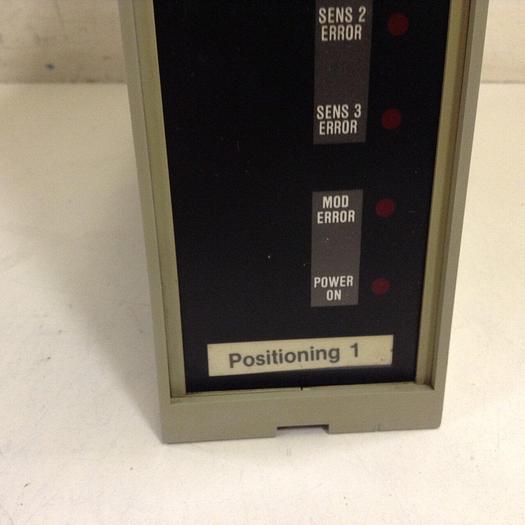 SENS 2
ERROR
SENS 3
ERROR
MOD
ERROR
POWER
ON
Positioning 1